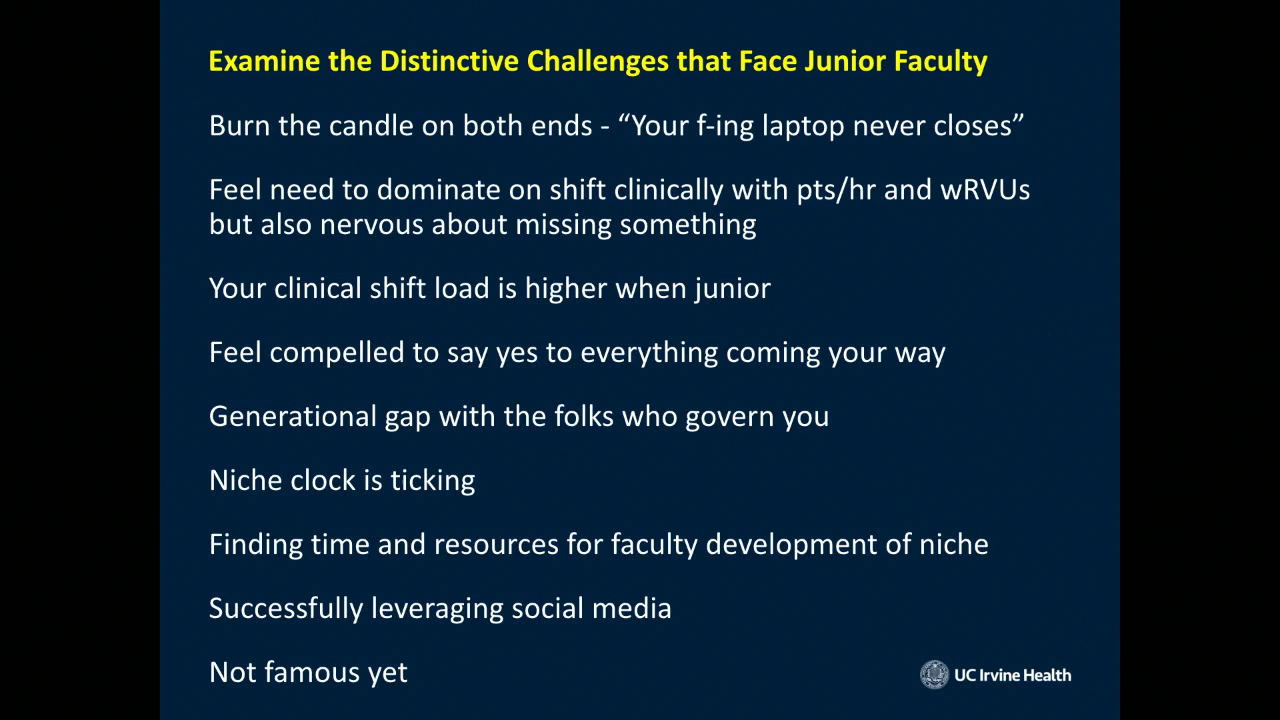 Examine the Distinctive Challenges that Face Junior Faculty
Burn the candle on both ends - “Your f-ing laptop never closes”
Feel need to dominate on shift clinically with pts/hr and wRVUs
but also nervous about missing something
Your clinical shift load is higher when junior
Feel compelled to say yes to everything coming your way
Generational gap with the folks who govern you
Niche clock is ticking
Finding time and resources for faculty development of niche
Successfully leveraging social media
Not famous yet
UC Irvine Health